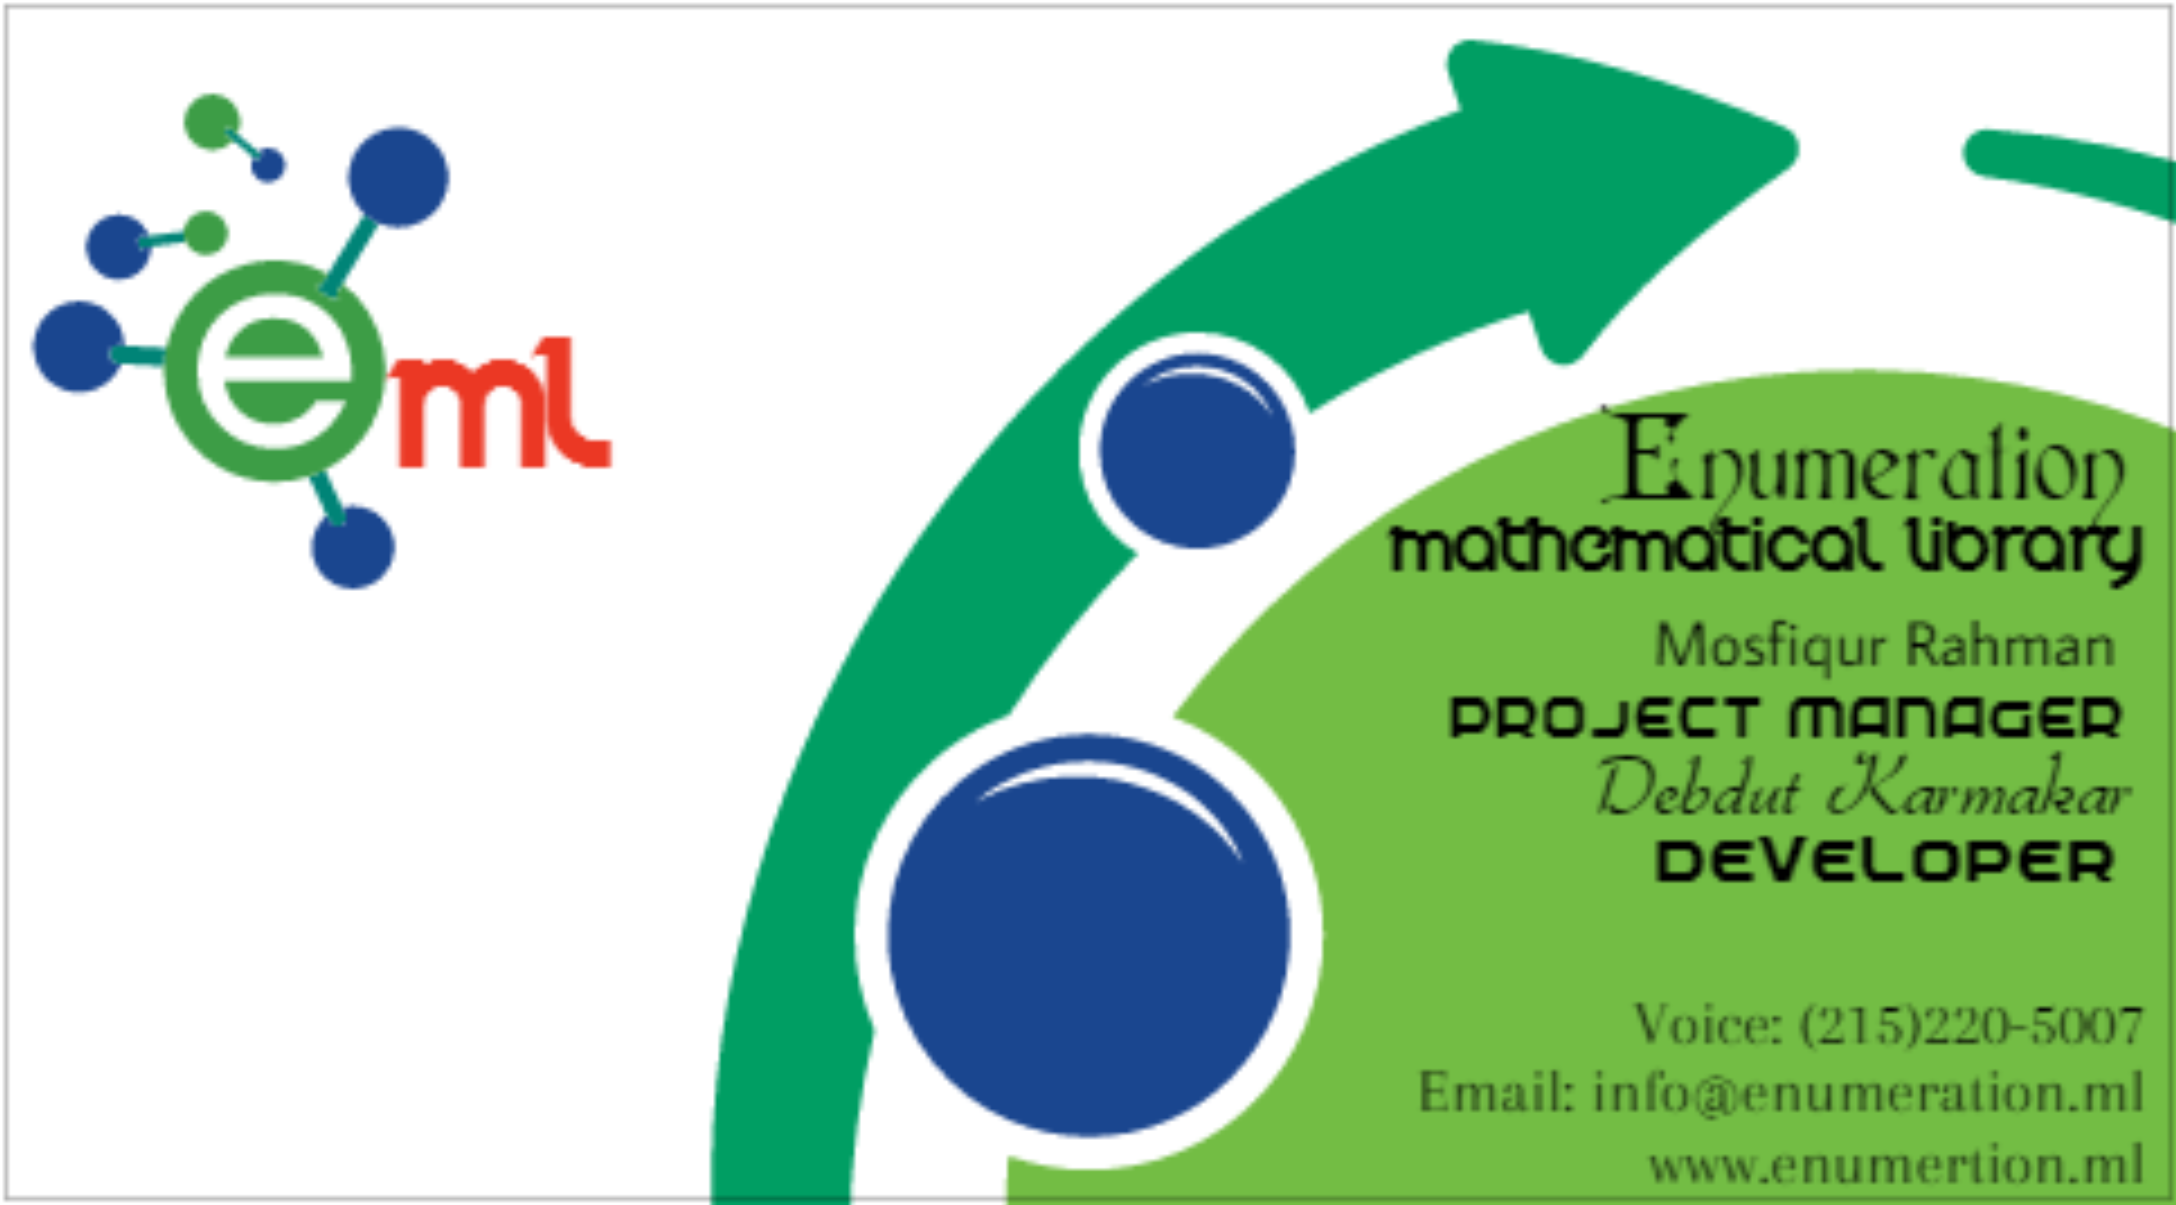 eml
Enumeration
mathematical library
Mosfiqur Rahman
PROJECT MANAGER
Debdut Karmakar
DEVELOPER
Voice: (215)220-5007
Email: info@enumeration.ml
www.enumertion.ml